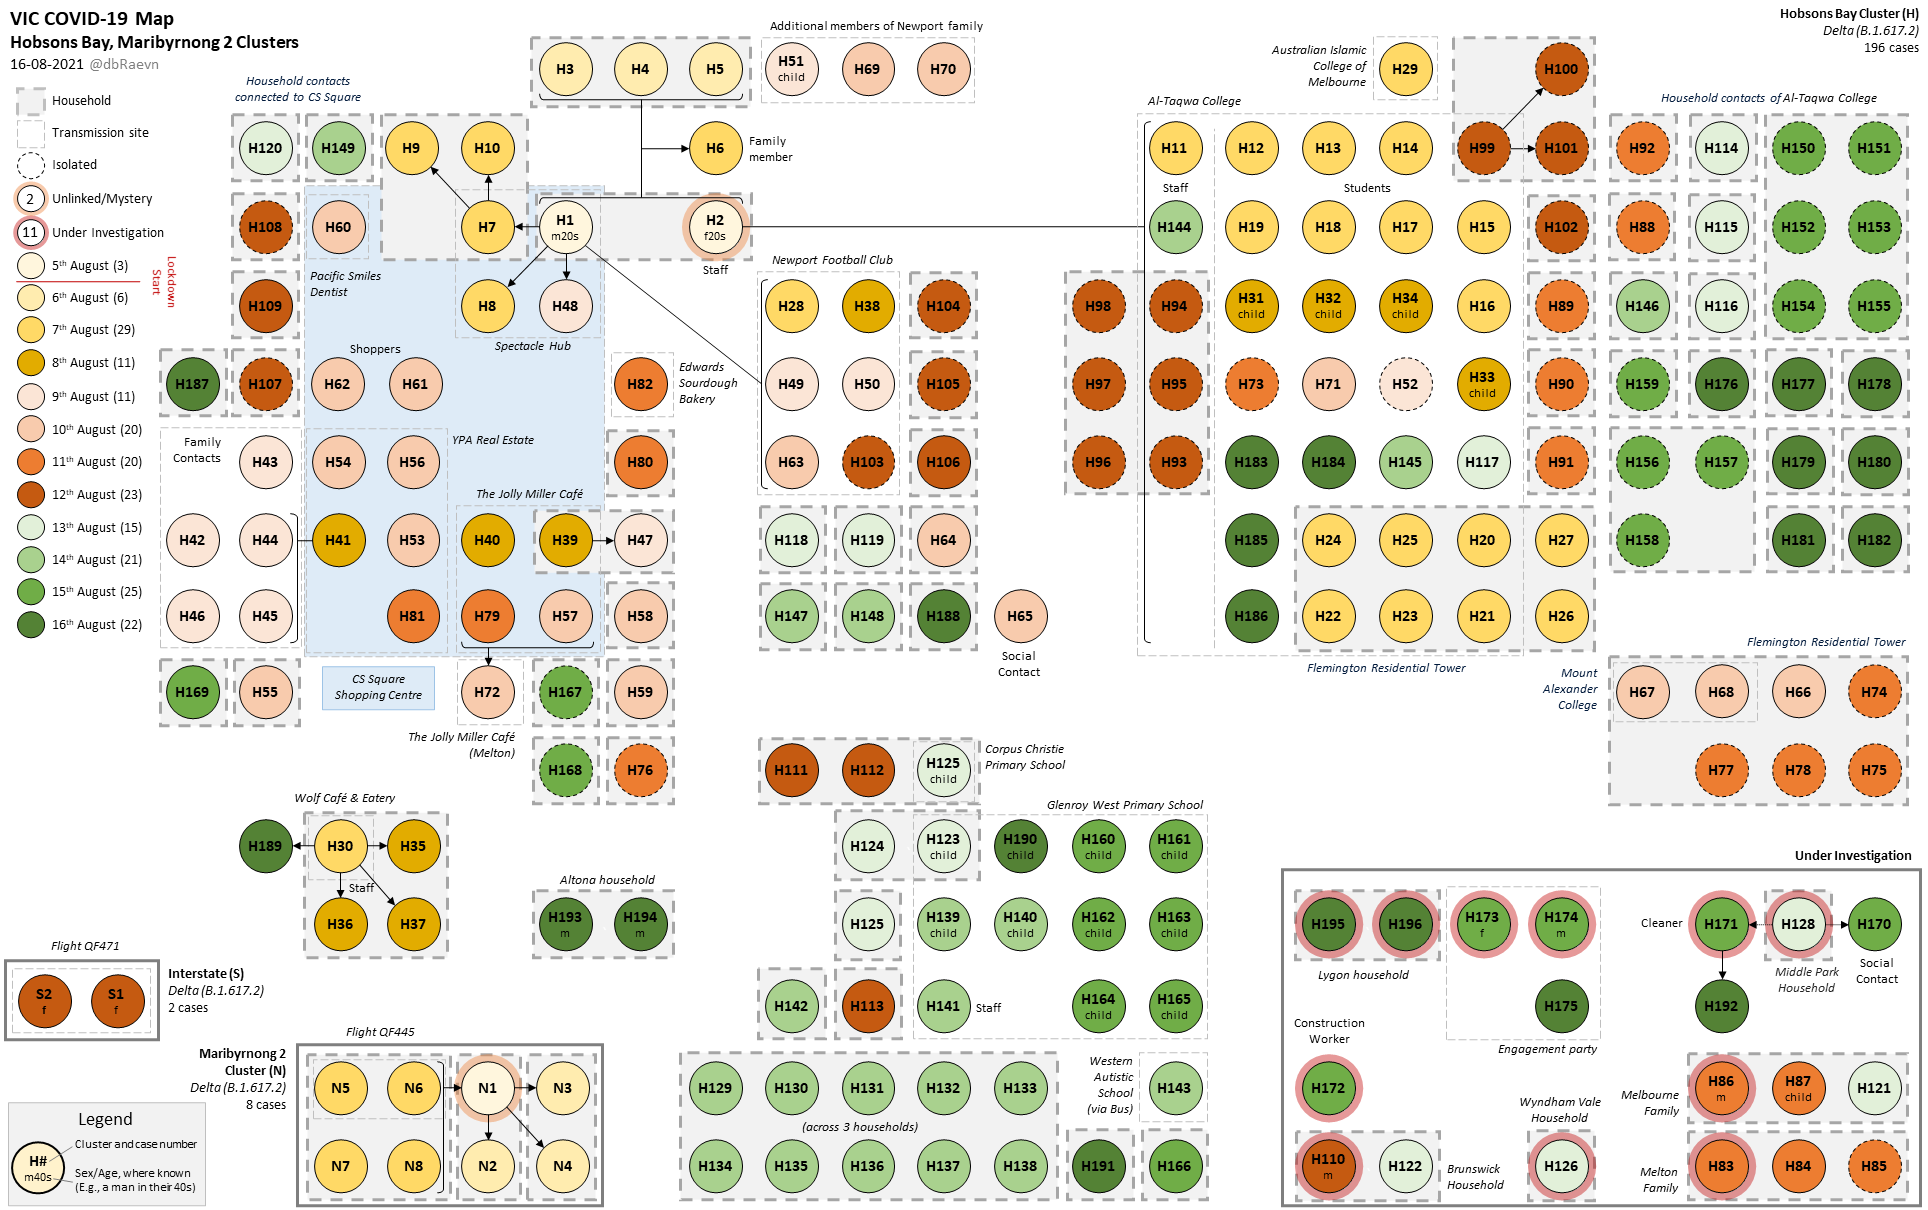 VIC COVID-19 Map
Hobsons Bay, Maribyrnong 2 Clusters
16-08-2021 @dbRaevn
Household
Transmission site
Isolated
2 Unlinked/Mystery
11 Under Investigation
5th August (3)
6th August (6)
7th August (29)
8th August (11)
9th August (11)
10th August (20)
11th August (20)
12th August (23)
13th August (15)
14th August (21)
15th August (25)
16th August (22)
Lockdown
Start
Household contacts
connected to CS Square
H120 H149 H9 H10
H108 H60 H7
Pacific Smiles
Dentist
H109
H8 H48
Spectacle Hub
H3 H4 H5
Additional members of Newport family
H51
child
H69 H70
H6
Family
member
H1
m20s
H2
f20s
Staff
Shoppers
H187 H107 H62 H61
H82
Edwards
Sourdough
Bakery
Family
Contacts
H43 H54 H56
YPA Real Estate
H80
The Jolly Miller Café
H42 H44 H41 H53 H40 H39 H47
H46 H45 H81 H79 H57 H58
H169 H55
CS Square
Shopping Centre
H72 H167 H59
The Jolly Miller Café
(Melton)
H168 H76
Newport Football Club
H28 H38 H104
H49 H50 H105
H63 H103 H106
H118 H119 H64
H147 H148 H188 H65
Social
Contact
Hobsons Bay Cluster (H)
Delta (B.1.617.2)
196 cases
Australian Islamic
College of
Melbourne
H29
H100
Al-Taqwa College
H11
Staff
H12 H13 H14 H99 H101
Students
H144 H19 H18 H17 H15 H102
H98 H94
H31
child
H32
child
H34
child
H16 H89
H97 H95 H73 H71 H52
H33
child
H90
H96 H93 H183 H184 H145 H117 H91
H185 H24 H25 H20 H27
H186 H22 H23 H21 H26
Flemington Residential Tower
Household contacts of Al-Taqwa College
H92 H114 H150 H151
H88 H115 H152 H153
H146 H116 H154 H155
H159 H176 H177 H178
H156 H157 H179 H180
H158 H181 H182
Flemington Residential Tower
Mount
Alexander
College
H67 H68 H66 H74
H77 H78 H75
Wolf Café & Eatery
H189 H30 H35
Staff
H36 H37
Altona household
H193
m
H194
m
H111 H112
H125
child
Corpus Christie
Primary School
Glenroy West Primary School
H124
H123
child
H190
child
H160
child
H161
child
H125
H139
child
H140
child
H162
child
H163
child
H142 H113 H141 Staff
H164
child
H165
child
H129 H130 H131 H132 H133
(across 3 households)
H134 H135 H136 H137 H138
Western
Autistic
School
(via Bus)
H143
H191 H166
Flight QF471
S2
f
S1
f
Interstate (S)
Delta (B.1.617.2)
2 cases
Flight QF445
Maribyrnong 2
Cluster (N)
Delta (B.1.617.2)
8 cases
N5 N6 N1 N3
N7 N8 N2 N4
Legend
H#
m40s
Cluster and case number
Sex/Age, where known
(E.g., a man in their 40s)
Under Investigation
H195 H196
Lygon household
H173
f
H174
m
H175
Engagement party
Cleaner
H171 H128 H170
Middle Park
Household
Social
Contact
H192
Construction
Worker
H172
H110
m
H122
Brunswick
Household
Wyndham Vale
Household
H126
Melbourne
Family
H86
m
H87
child
H121
Melton
Family
H83 H84 H85